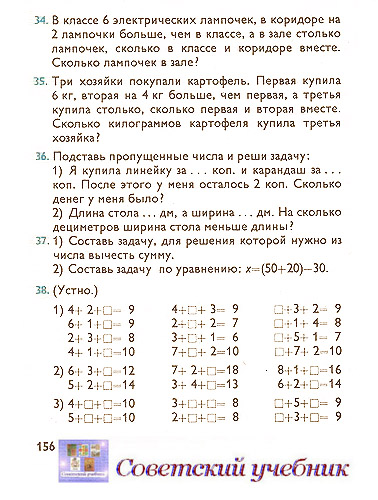 34. В классе 6 электрических лампочек, в коридоре на
2 лампочки больше, чем в классе, а в зале столько
лампочек, сколько в классе и коридоре вместе.
Сколько лампочек в зале?
35. Три хозяйки покупали картофель. Первая купила
6 кг, вторая на 4 кг больше, чем первая, а третья
купила столько, сколько первая и вторая вместе.
Сколько килограммов картофеля купила третья
хозяйка?
36. Подставь пропущенные числа и реши задачу:
1) Я купила линейку за ... коп. и карандаш за ...
коп. После этого у меня осталось 2 коп. Сколько
денег у меня было?
2) Длина стола ... дм, а ширина ... дм. На сколько
дециметров ширина стола меньше длины?
37. 1) Составь задачу, для решения которой нужно из
числа вычесть сумму.
2) Составь задачу по уравнению: x=(50+20)−30.
38. (Устно.)
1) 4+2+□= 9 4+□+3= 9 □+3+2= 9
6+1+□= 9 2+□+2= 7 □+1+4= 8
2+3+□= 8 3+□+1= 6 □+5+1= 7
4+1+□=10 7+□+2=10 □+7+2=10
2) 6+3+□=12 7+2+□=18 8+1+□=16
5+2+□=14 3+4+□=13 6+2+□=14
3) 4+□+□=10 2+□+□= 9 □+5+□= 9
5+□+□=10 2+□+□= 8 □+3+□= 9
156
Советский учебник